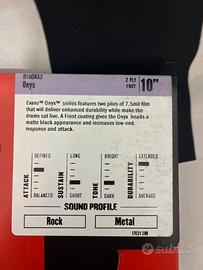 B10ONX2
Onyx
2 PLY
FRST
10"
Evans™ Onyx™ series features two plies of 7.5mil film
that will deliver enhanced durability while making the
drums cut live. A Frost coating gives the Onyx heads a
matte black appearance and increases low-end
response and attack.
ATTACK
DEFINED
BALANCED
SUSTAIN
LONG
SHORT
TONE
BRIGHT
DARK
DURABILITY
EXTENDED
AVERAGE
SOUND PROFILE
Rock
Metal
subito